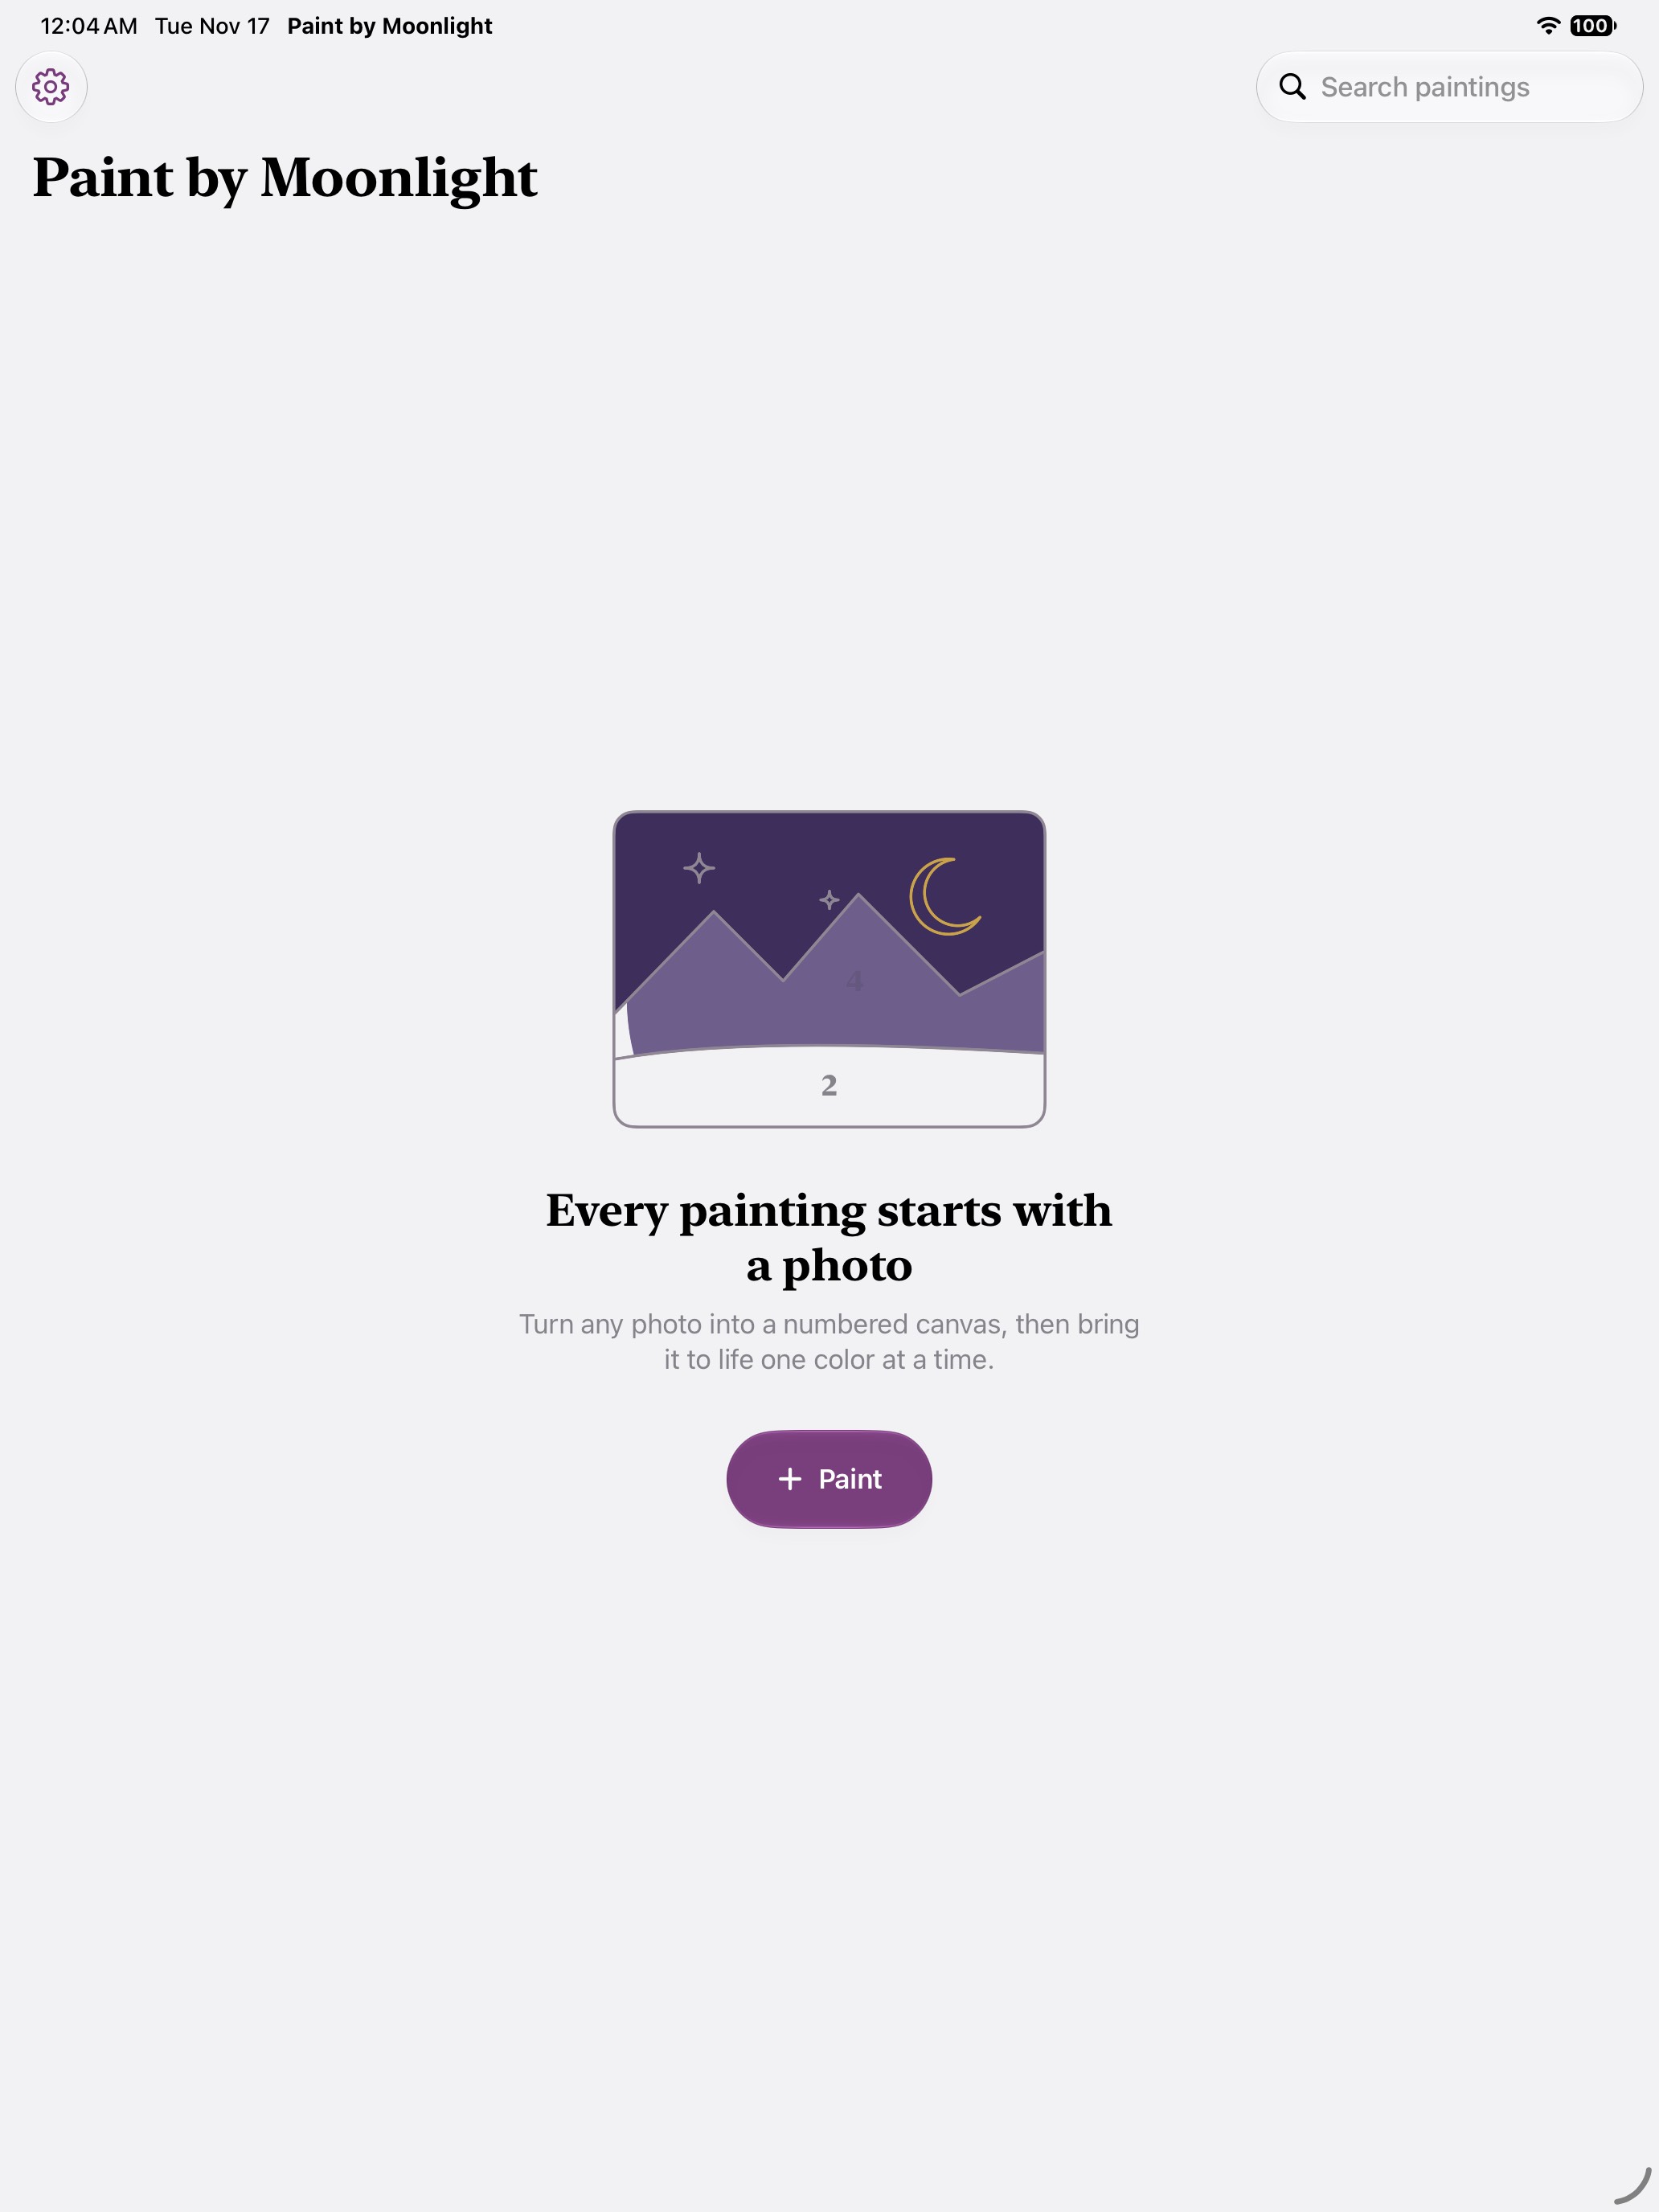 12:04 AM Tue Nov 17 Paint by Moonlight
100
Search paintings
Paint by Moonlight
4
2
Every painting starts with
a photo
Turn any photo into a numbered canvas, then bring
it to life one color at a time.
+ Paint